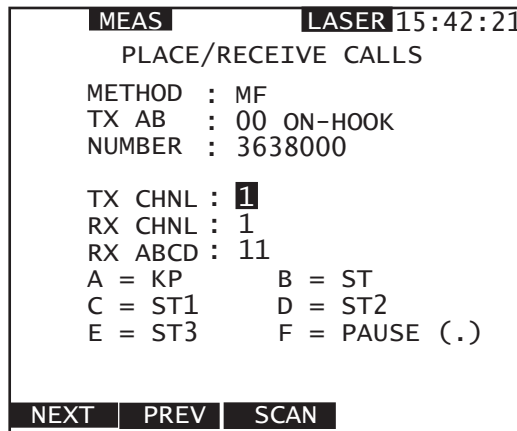 MEAS LASER 15:42:21
PLACE/RECEIVE CALLS
METHOD : MF
TX AB : 00 ON-HOOK
NUMBER : 3638000
TX CHNL : 1
RX CHNL : 1
RX ABCD : 11
A = KP B = ST
C = ST1 D = ST2
E = ST3 F = PAUSE (.)
NEXT PREV SCAN